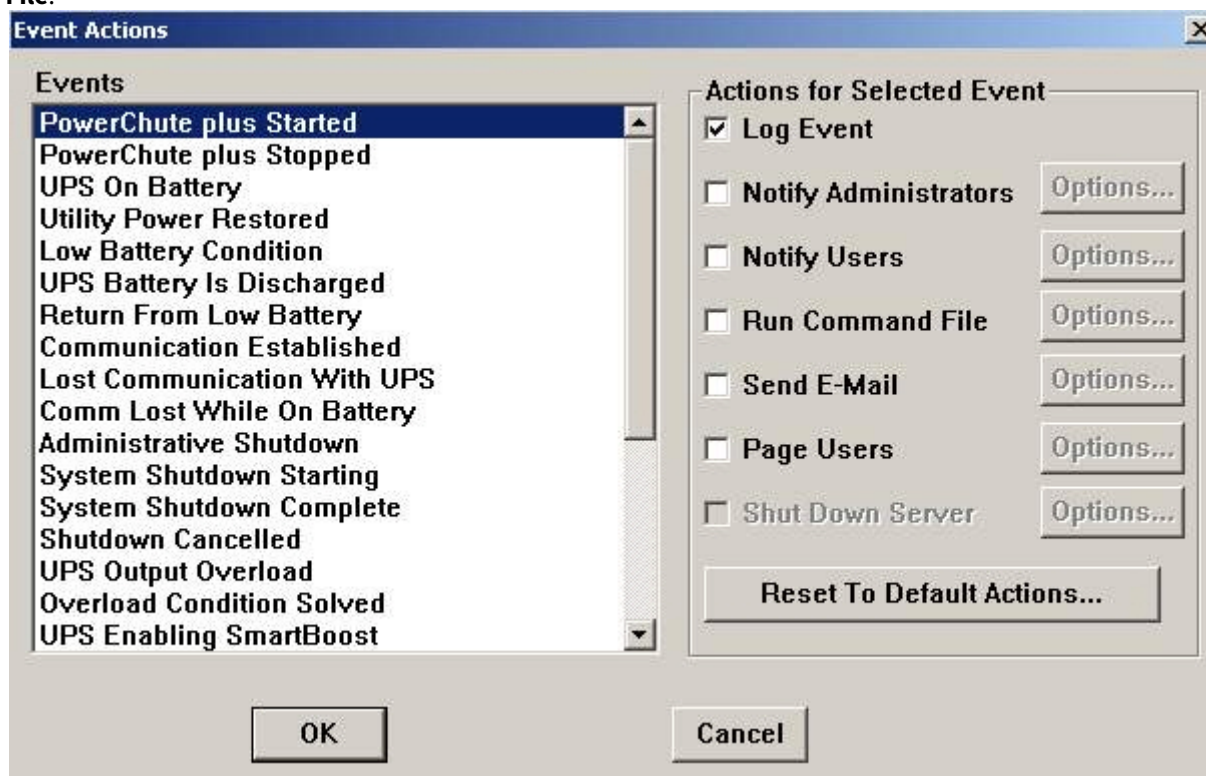 File.
Event Actions
Events
PowerChute plus Started
PowerChute plus Stopped
UPS On Battery
Utility Power Restored
Low Battery Condition
UPS Battery Is Discharged
Return From Low Battery
Communication Established
Lost Communication With UPS
Comm Lost While On Battery
Administrative Shutdown
System Shutdown Starting
System Shutdown Complete
Shutdown Cancelled
UPS Output Overload
Overload Condition Solved
UPS Enabling SmartBoost
Actions for Selected Event
Log Event
Notify Administrators Options...
Notify Users Options...
Run Command File Options...
Send E-Mail Options...
Page Users Options...
Shut Down Server Options...
Reset To Default Actions...
OK
Cancel